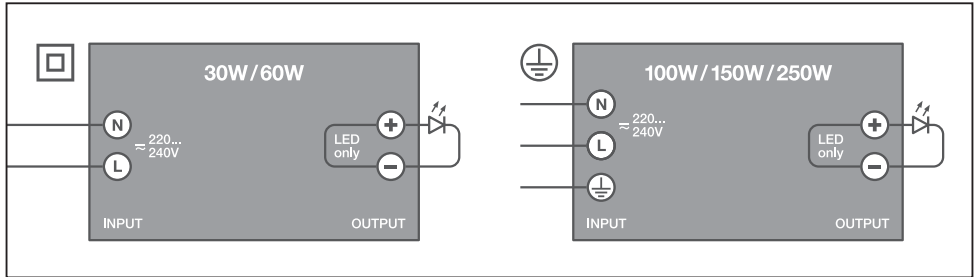 30W / 60W
N
≂ 220...
240V
L
+
LED
only
−
INPUT
OUTPUT
100W / 150W / 250W
N
≂ 220...
240V
L
+
LED
only
−
INPUT
OUTPUT